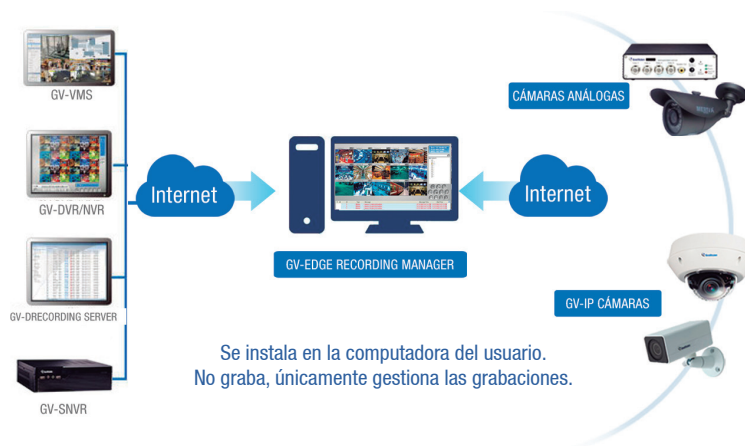 GV-VMS
GV-DVR/NVR
GV-DRECORDING SERVER
GV-SNVR
Internet
GV-EDGE RECORDING MANAGER
Internet
CÁMARAS ANÁLOGAS
GV-IP CÁMARAS
Se instala en la computadora del usuario.
No graba, únicamente gestiona las grabaciones.